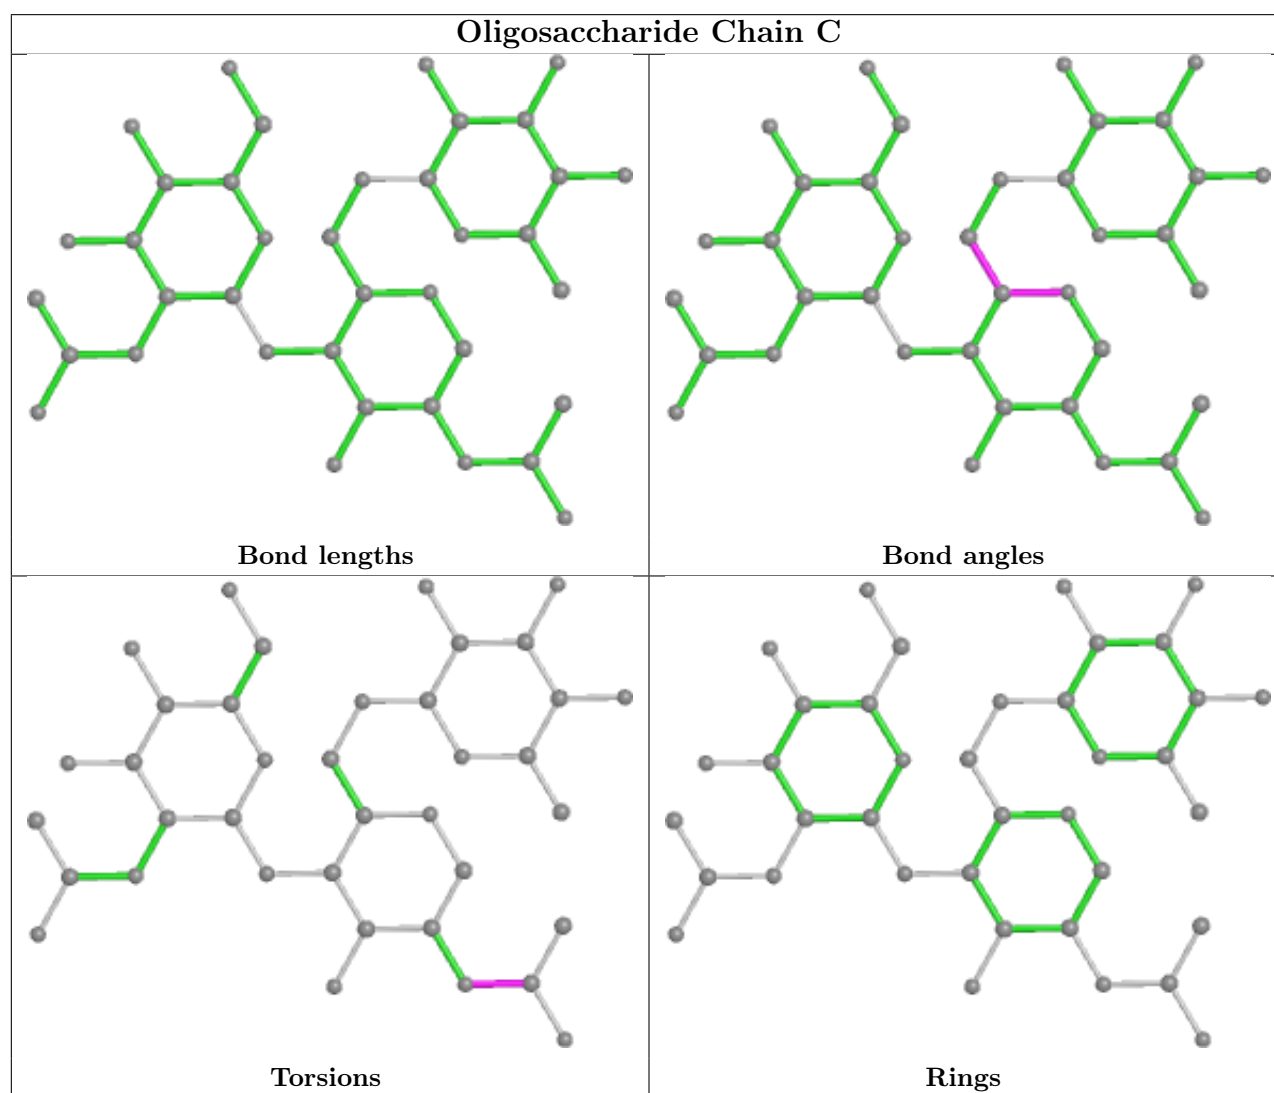 Oligosaccharide Chain C
Bond lengths
Bond angles
Torsions
Rings